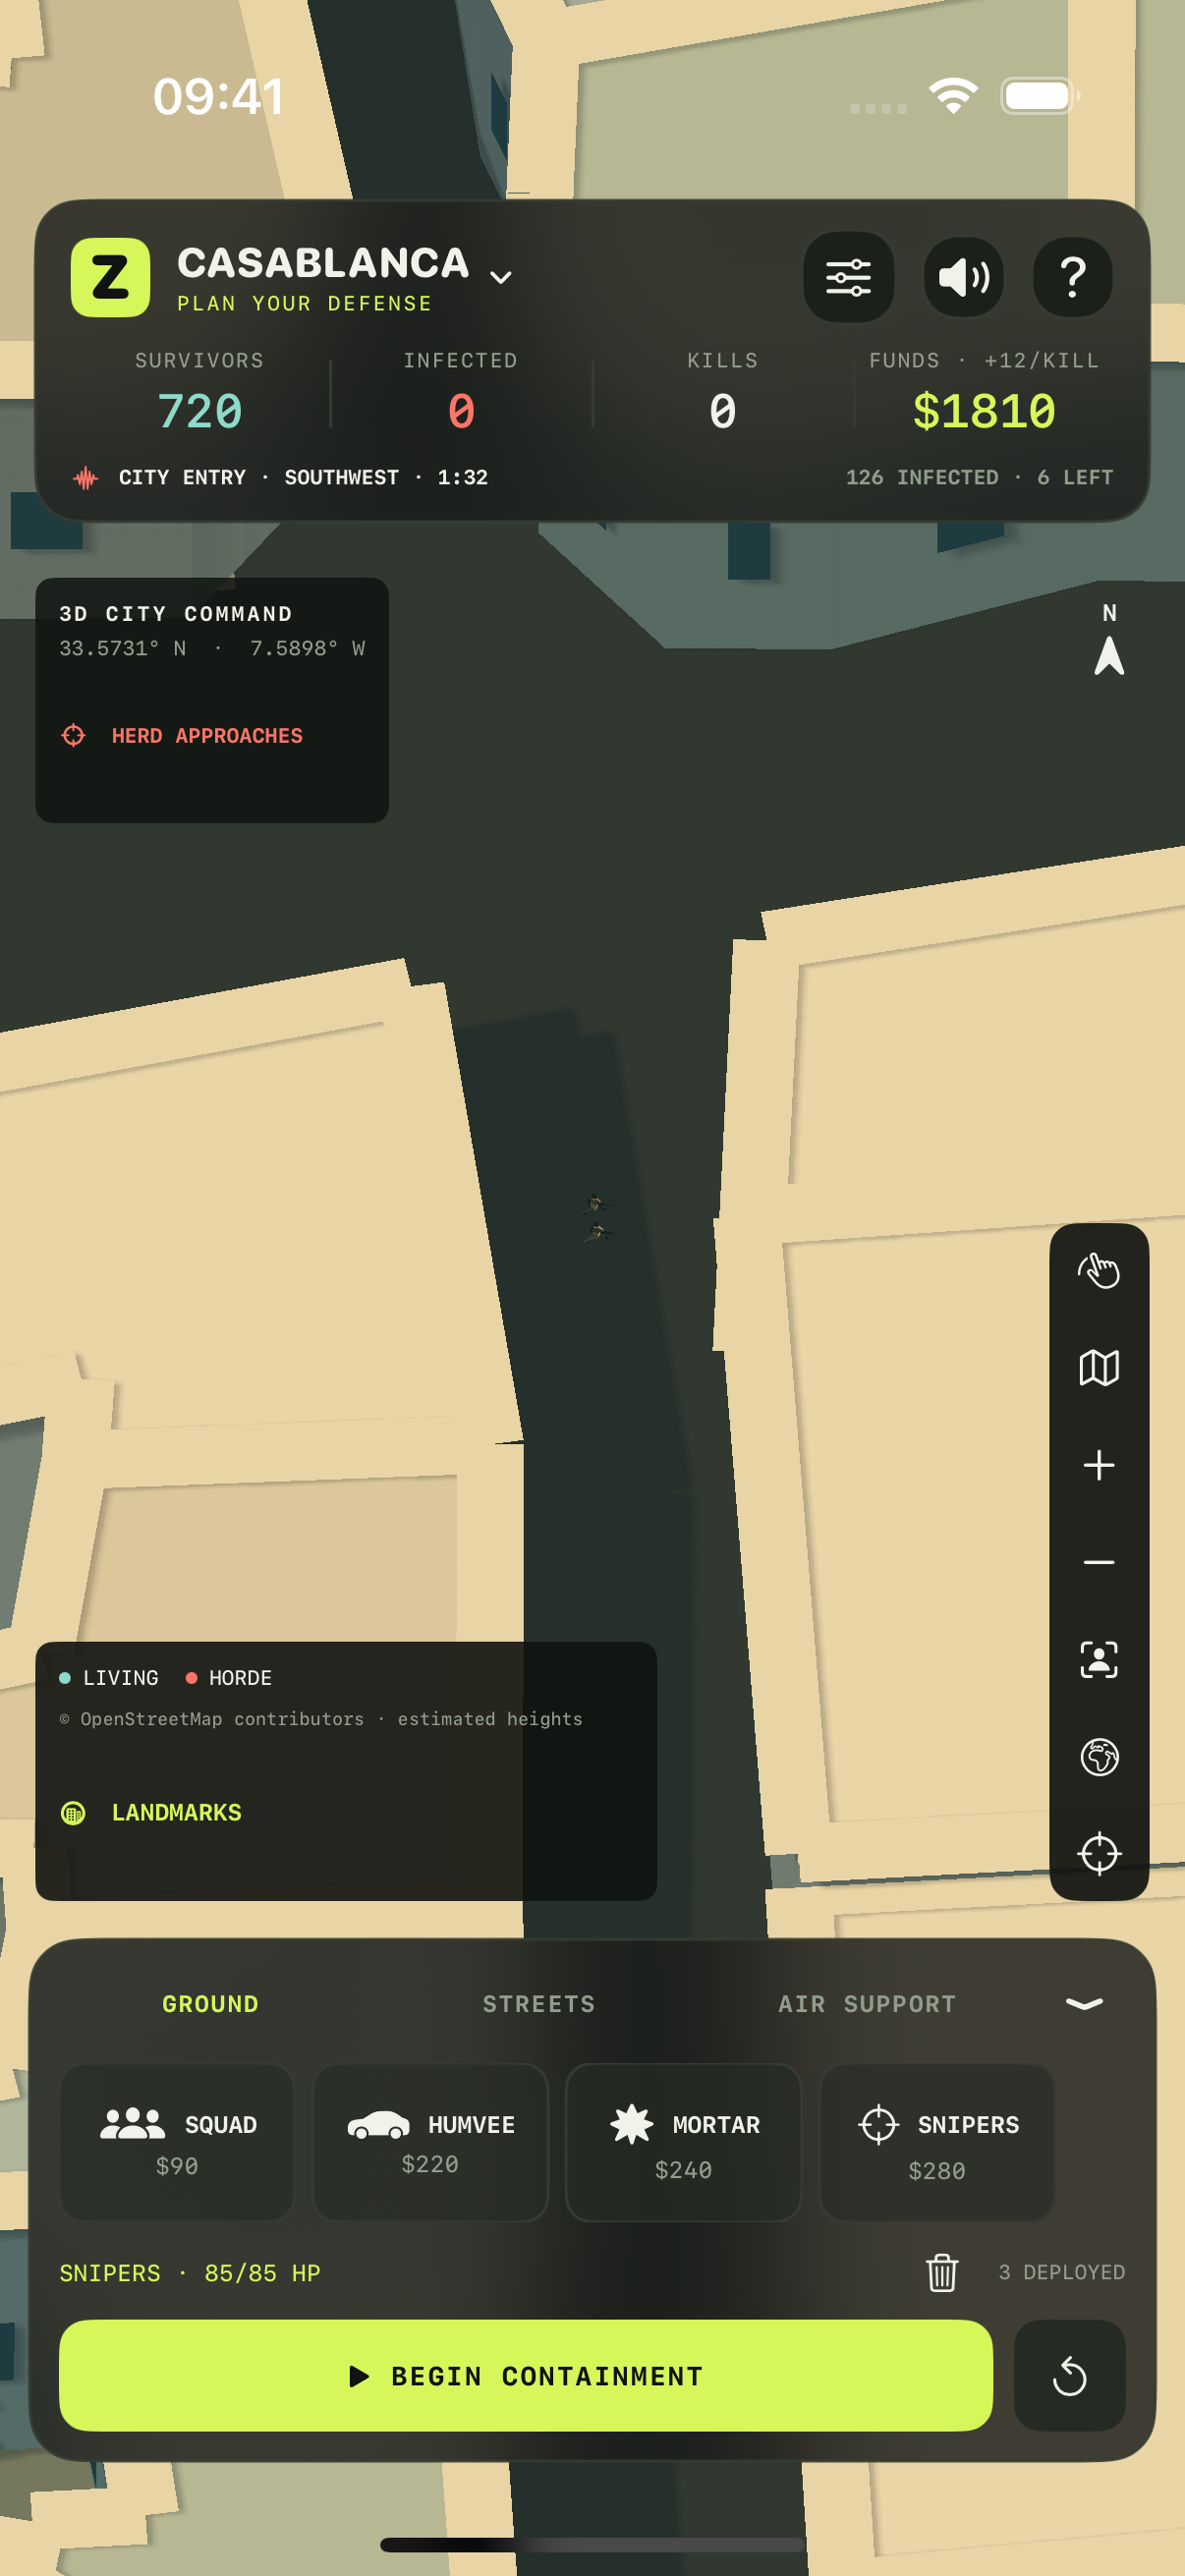 09:41
Z
CASABLANCA
PLAN YOUR DEFENSE
?
SURVIVORS INFECTED KILLS FUNDS · +12/KILL
720 0 0 $1810
CITY ENTRY · SOUTHWEST · 1:32 126 INFECTED · 6 LEFT
3D CITY COMMAND
33.5731° N · 7.5898° W
N
HERD APPROACHES
LIVING HORDE
© OpenStreetMap contributors · estimated heights
LANDMARKS
GROUND STREETS AIR SUPPORT
SQUAD HUMVEE MORTAR SNIPERS
$90 $220 $240 $280
SNIPERS · 85/85 HP 3 DEPLOYED
BEGIN CONTAINMENT